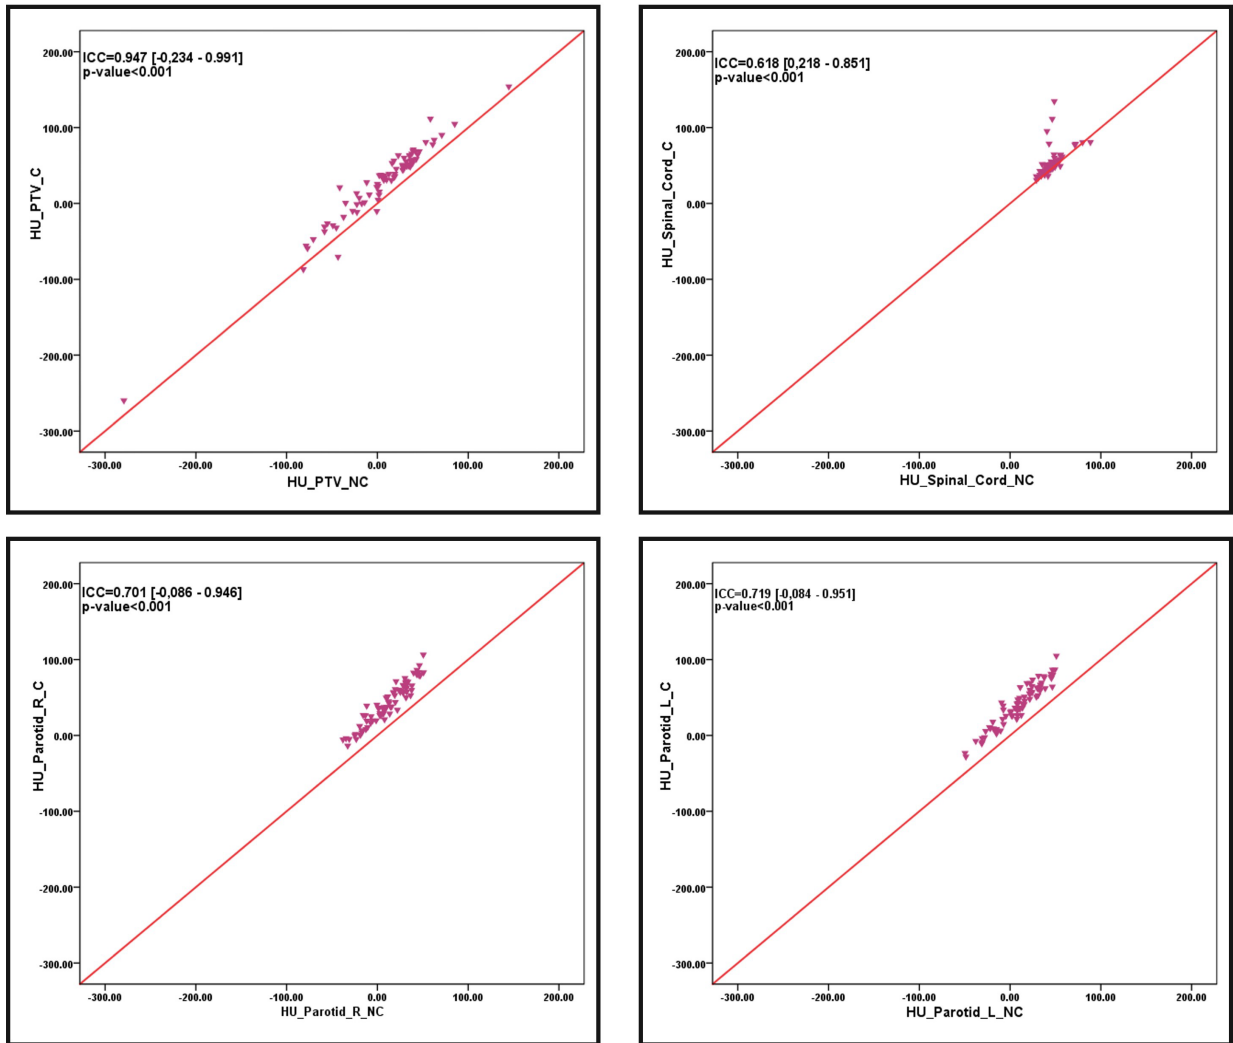 ICC=0.947 [-0,234 - 0.991]
p-value<0.001
200.00
100.00
0.00
-100.00
-200.00
-300.00
HU_PTV_C
-300.00 -200.00 -100.00 0.00 100.00 200.00
HU_PTV_NC
ICC=0.618 [0,218 - 0.851]
p-value<0.001
200.00
100.00
0.00
-100.00
-200.00
-300.00
HU_Spinal_Cord_C
-300.00 -200.00 -100.00 0.00 100.00 200.00
HU_Spinal_Cord_NC
ICC=0.701 [-0,086 - 0.946]
p-value<0.001
200.00
100.00
0.00
-100.00
-200.00
-300.00
HU_Parotid_R_C
-300.00 -200.00 -100.00 0.00 100.00 200.00
HU_Parotid_R_NC
ICC=0.719 [-0,084 - 0.951]
p-value<0.001
200.00
100.00
0.00
-100.00
-200.00
-300.00
HU_Parotid_L_C
-300.00 -200.00 -100.00 0.00 100.00 200.00
HU_Parotid_L_NC